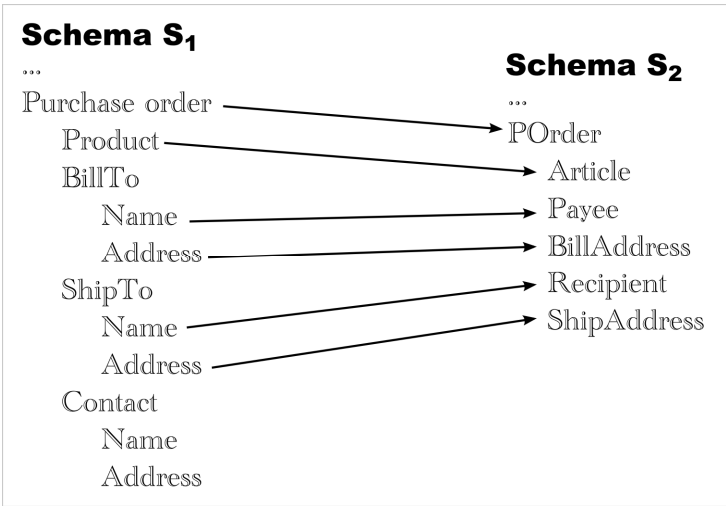 Schema S₁
...
Purchase order
Product
BillTo
Name
Address
ShipTo
Name
Address
Contact
Name
Address
Schema S₂
...
POrder
Article
Payee
BillAddress
Recipient
ShipAddress